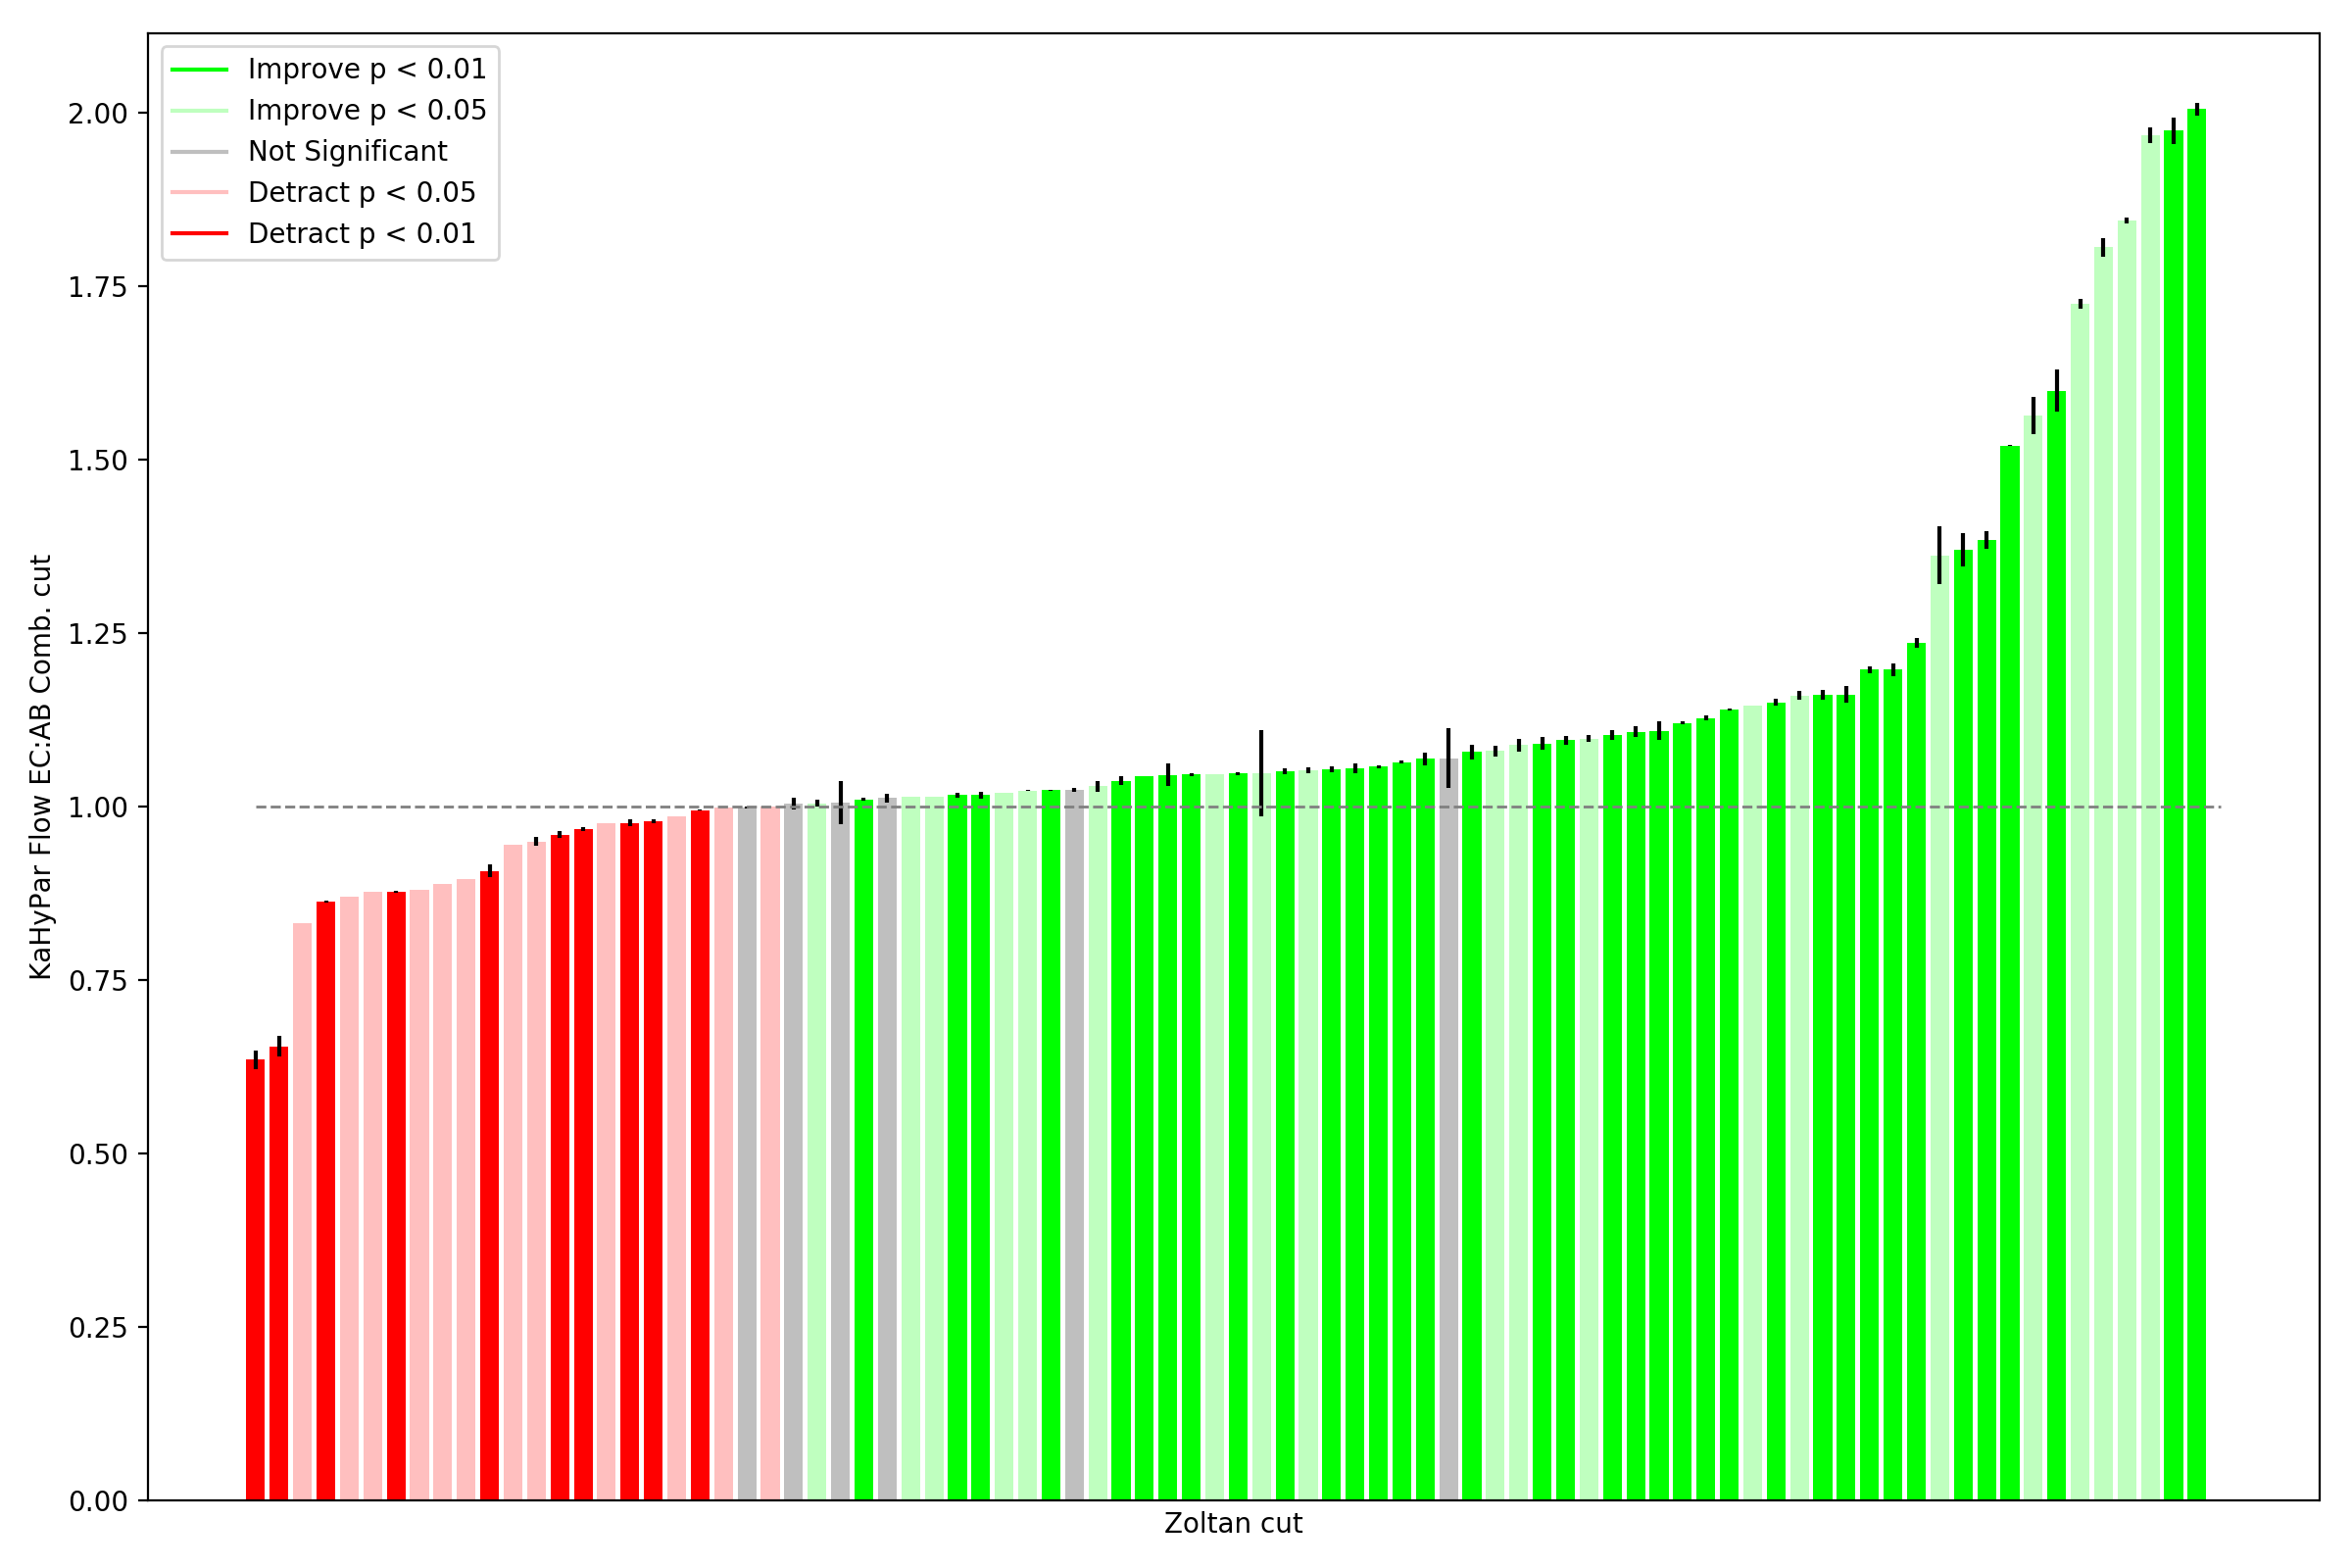 Improve p < 0.01
Improve p < 0.05
Not Significant
Detract p < 0.05
Detract p < 0.01
2.00
1.75
1.50
1.25
1.00
0.75
0.50
0.25
0.00
KaHyPar Flow EC:AB Comb. cut
Zoltan cut